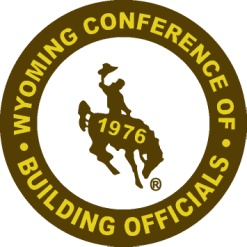 • WYOMING CONFERENCE OF •
1976
®
BUILDING OFFICIALS